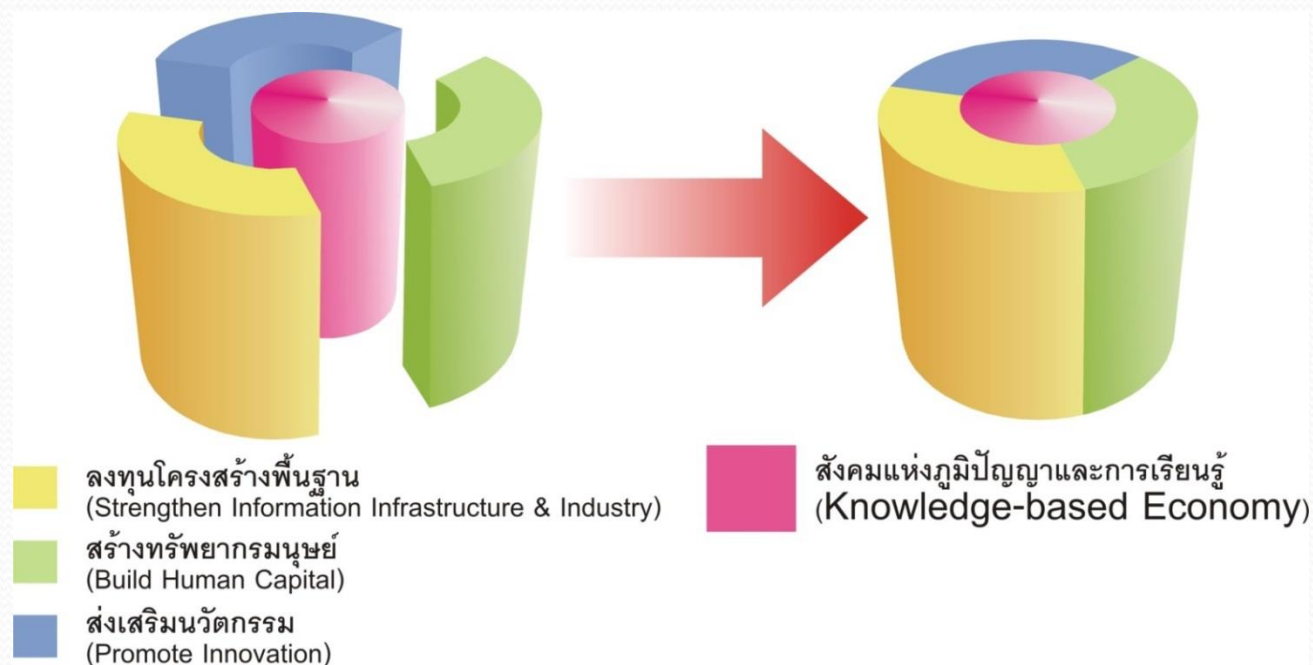 ลงทุนโครงสร้างพื้นฐาน
(Strengthen Information Infrastructure & Industry)
สร้างทรัพยากรมนุษย์
(Build Human Capital)
ส่งเสริมนวัตกรรม
(Promote Innovation)
สังคมแห่งภูมิปัญญาและการเรียนรู้
(Knowledge-based Economy)